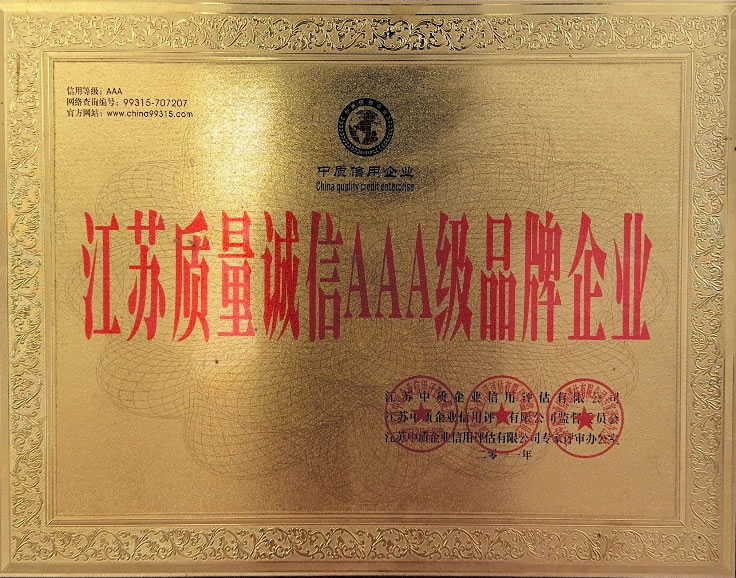 信用等级：AAA
网络查询编号：99315-707207
官方网站：www.china99315.com
中质信用企业
China quality credit enterprise
江苏质量诚信AAA级品牌企业
江苏中质企业信用评估有限公司
江苏中质企业信用评估有限公司监督委员会
江苏中质企业信用评估有限公司专家评审办公室
二零一一年